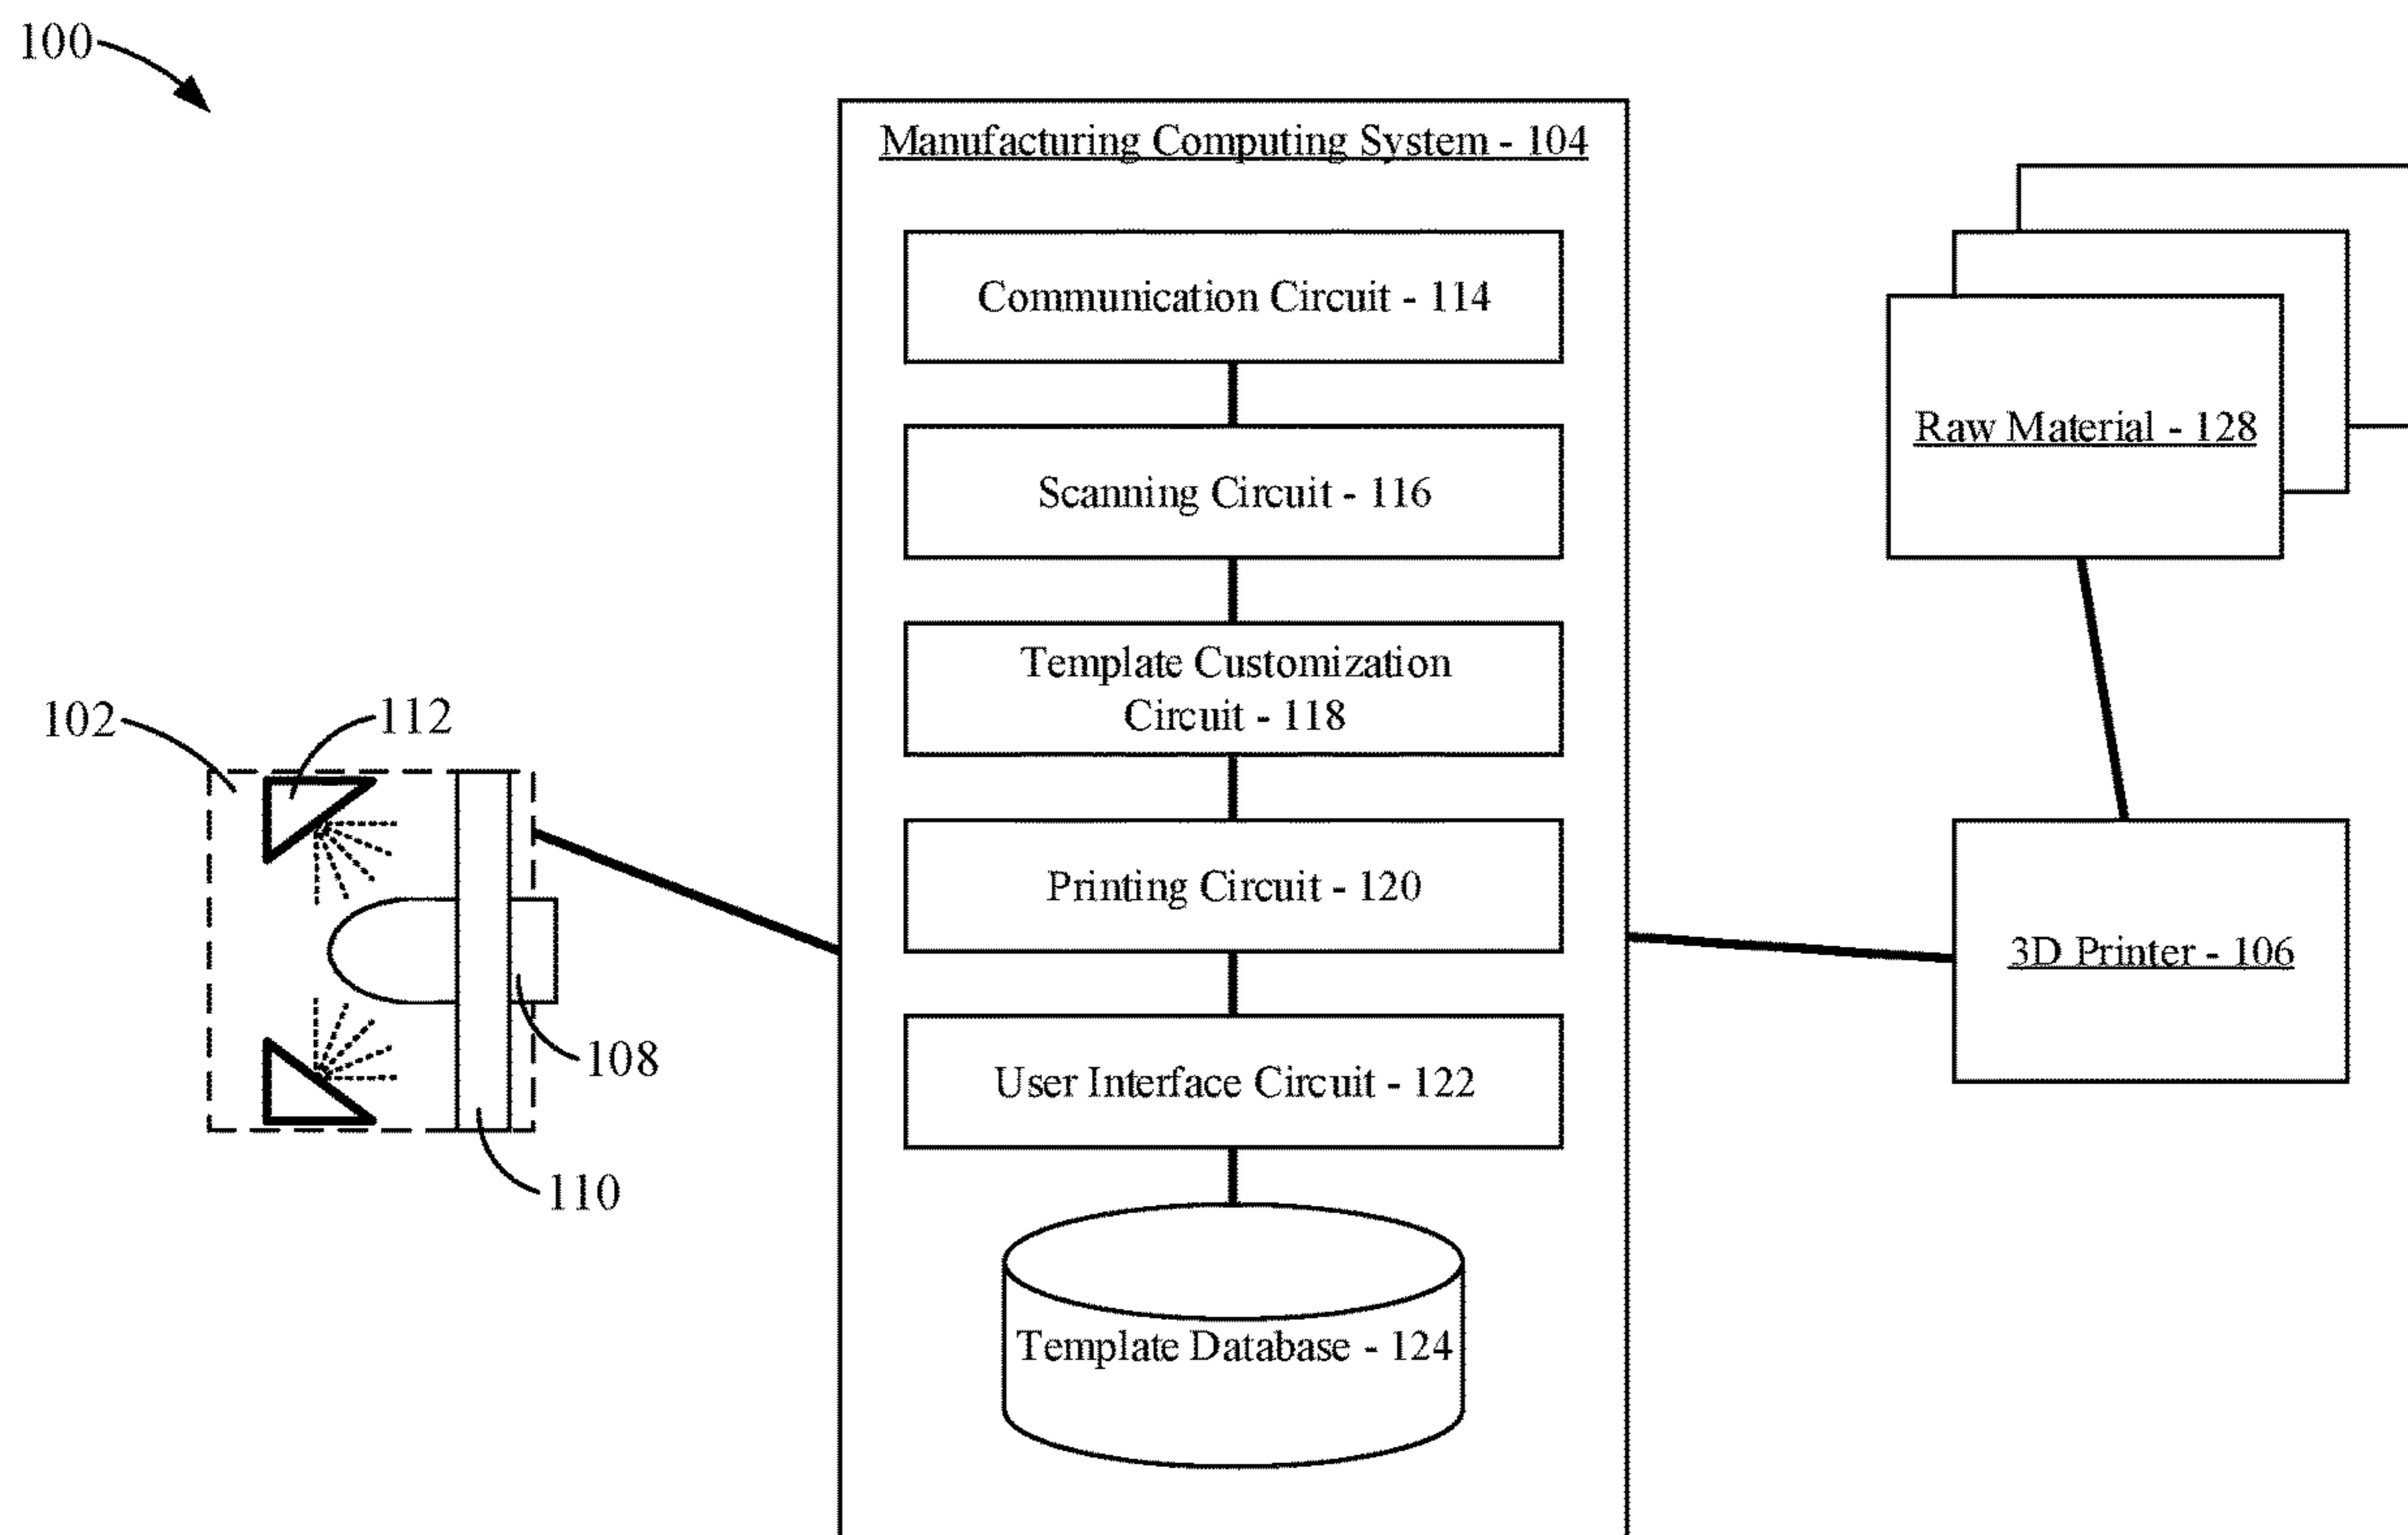 100
Manufacturing Computing System - 104
Communication Circuit - 114
Scanning Circuit - 116
Template Customization
Circuit - 118
Printing Circuit - 120
User Interface Circuit - 122
Template Database - 124
102
112
108
110
Raw Material - 128
3D Printer - 106